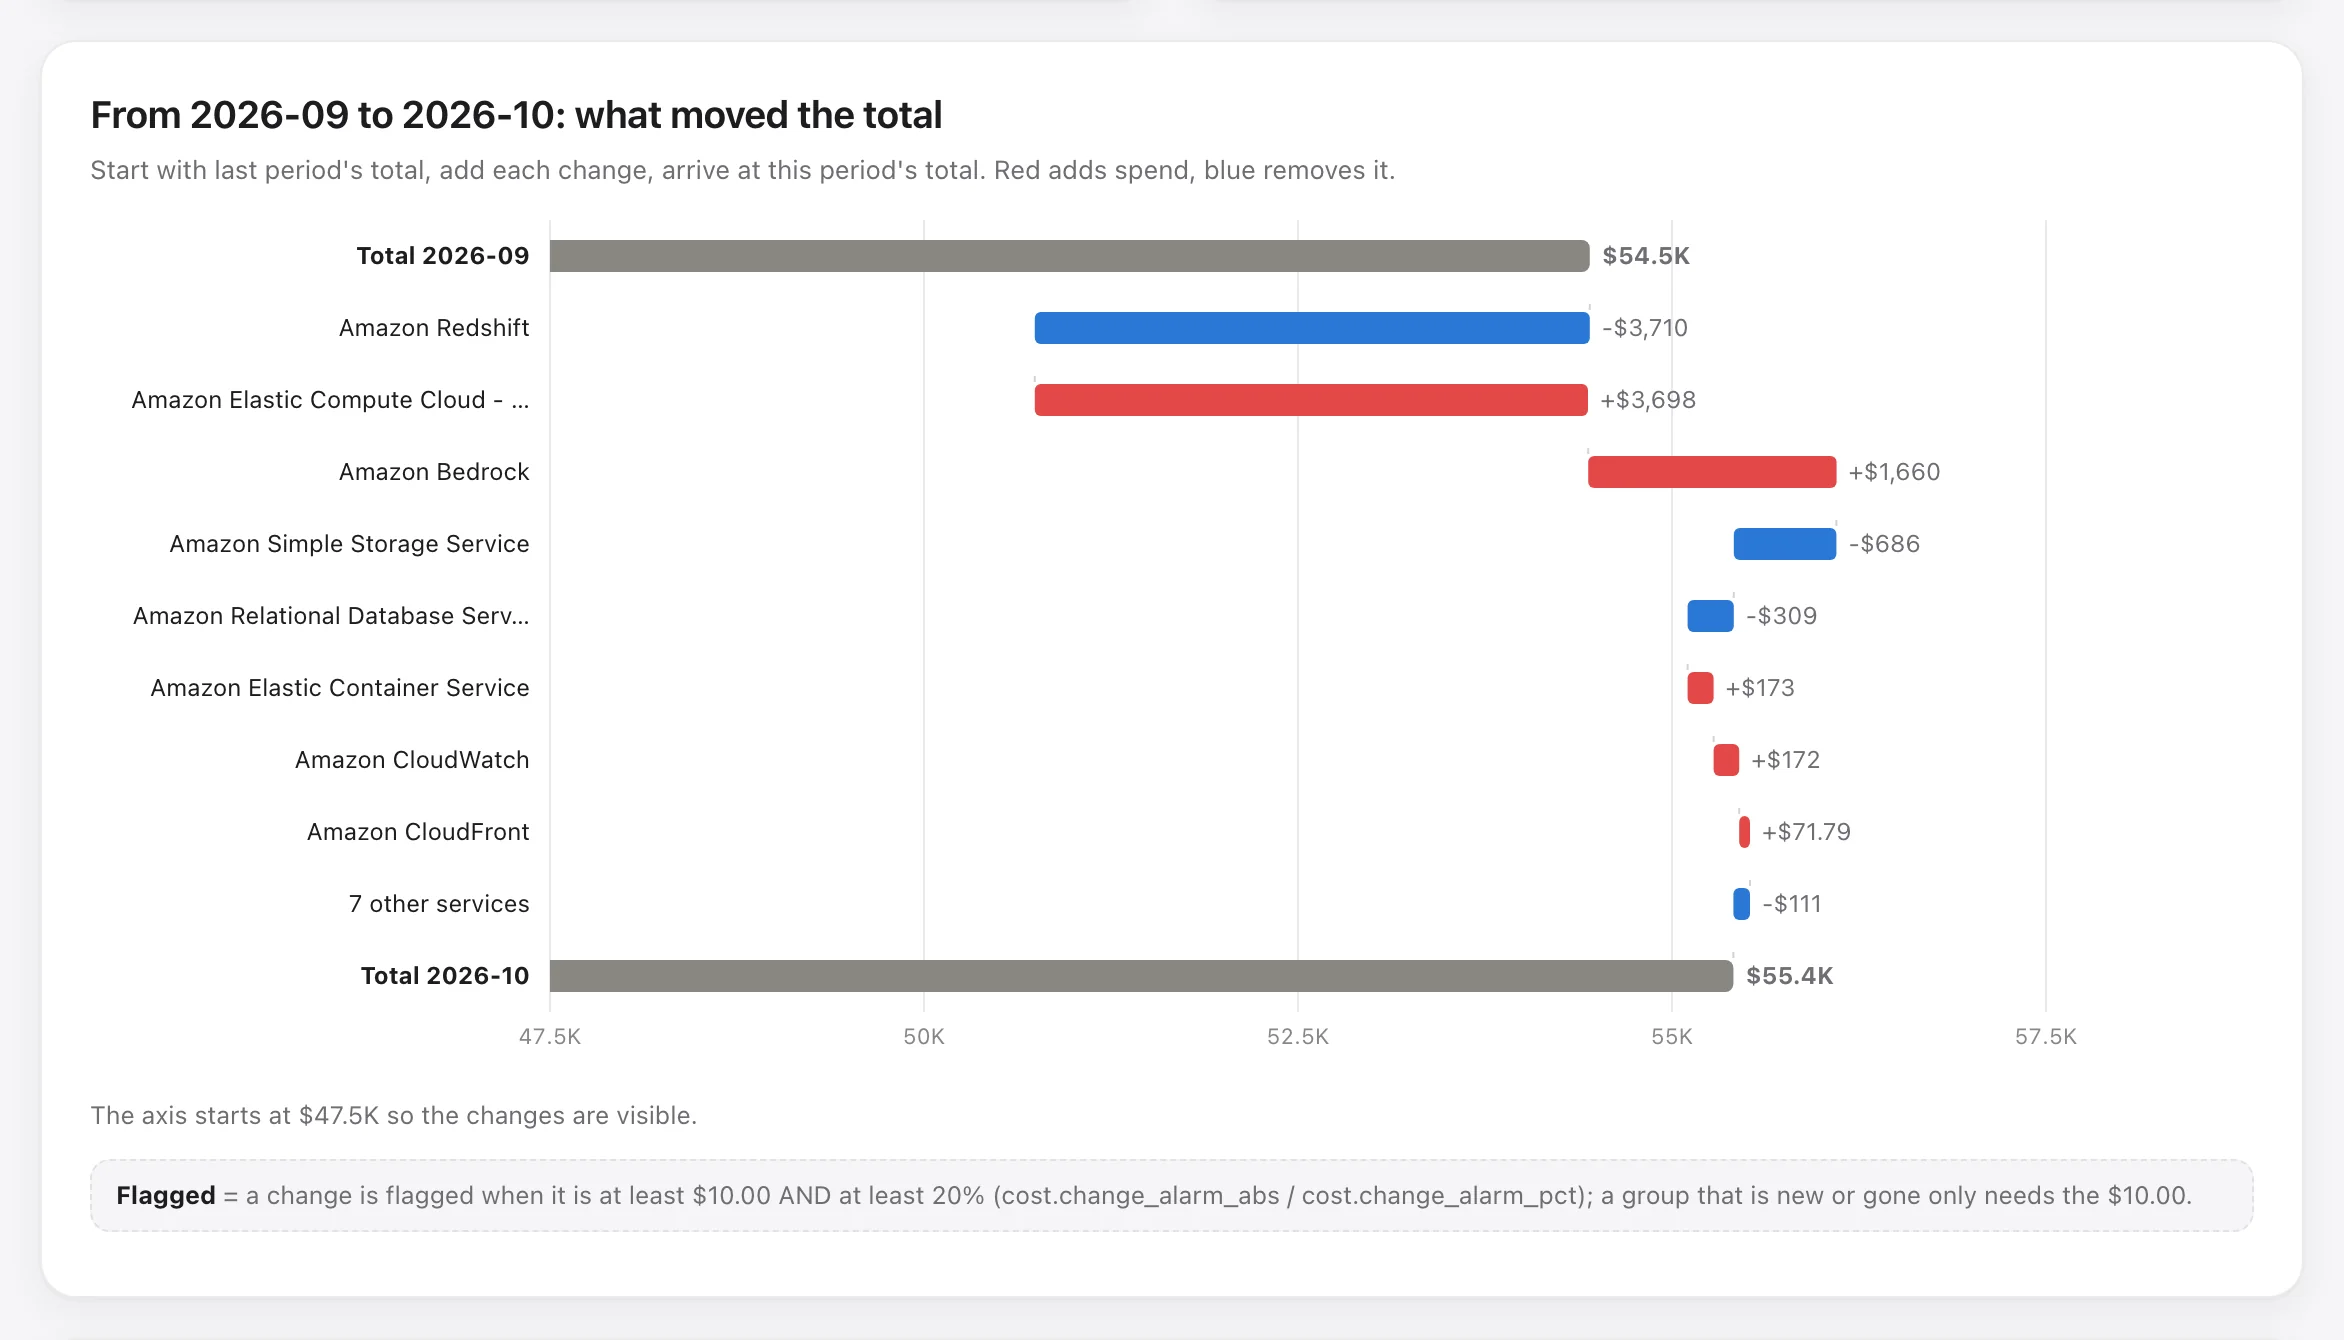 From 2026-09 to 2026-10: what moved the total
Start with last period's total, add each change, arrive at this period's total. Red adds spend, blue removes it.
Total 2026-09 $54.5K
Amazon Redshift -$3,710
Amazon Elastic Compute Cloud - ... +$3,698
Amazon Bedrock +$1,660
Amazon Simple Storage Service -$686
Amazon Relational Database Serv... -$309
Amazon Elastic Container Service +$173
Amazon CloudWatch +$172
Amazon CloudFront +$71.79
7 other services -$111
Total 2026-10 $55.4K
47.5K 50K 52.5K 55K 57.5K
The axis starts at $47.5K so the changes are visible.
Flagged = a change is flagged when it is at least $10.00 AND at least 20% (cost.change_alarm_abs / cost.change_alarm_pct); a group that is new or gone only needs the $10.00.